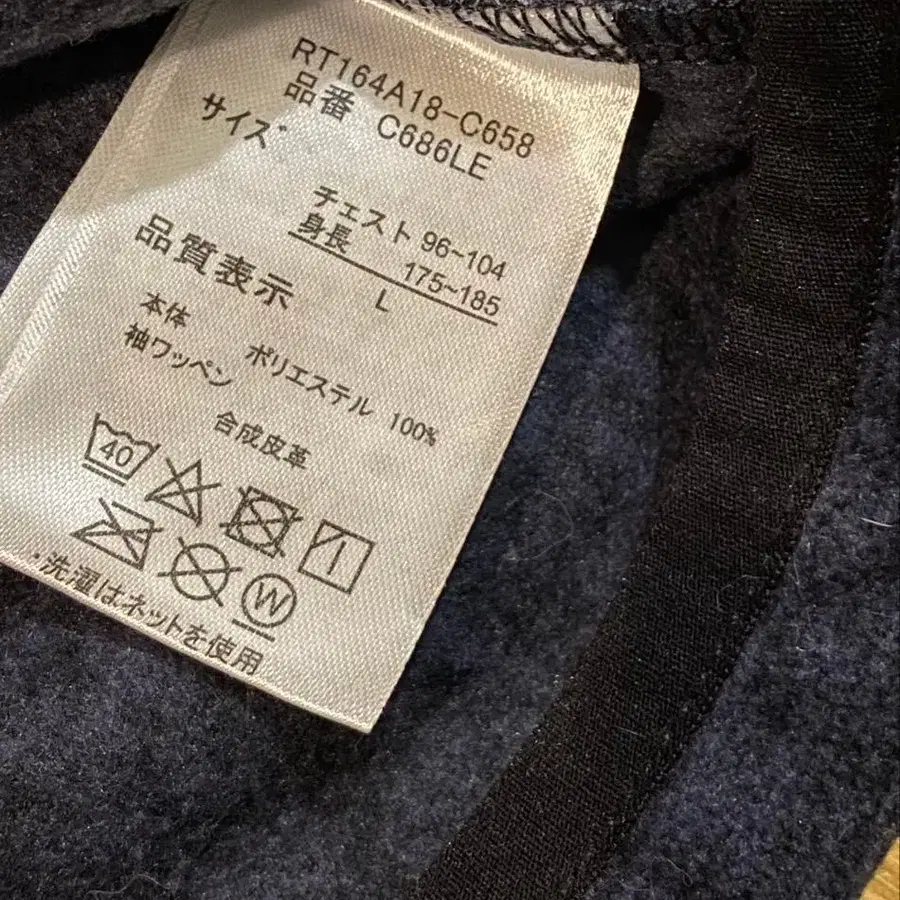 RT164A18-C658
品番 C686LE
サイズ
チェスト 96~104
身長 175~185
L
品質表示
本体 ポリエステル 100%
袖ワッペン
合成皮革
40
W
.洗濯はネットを使用